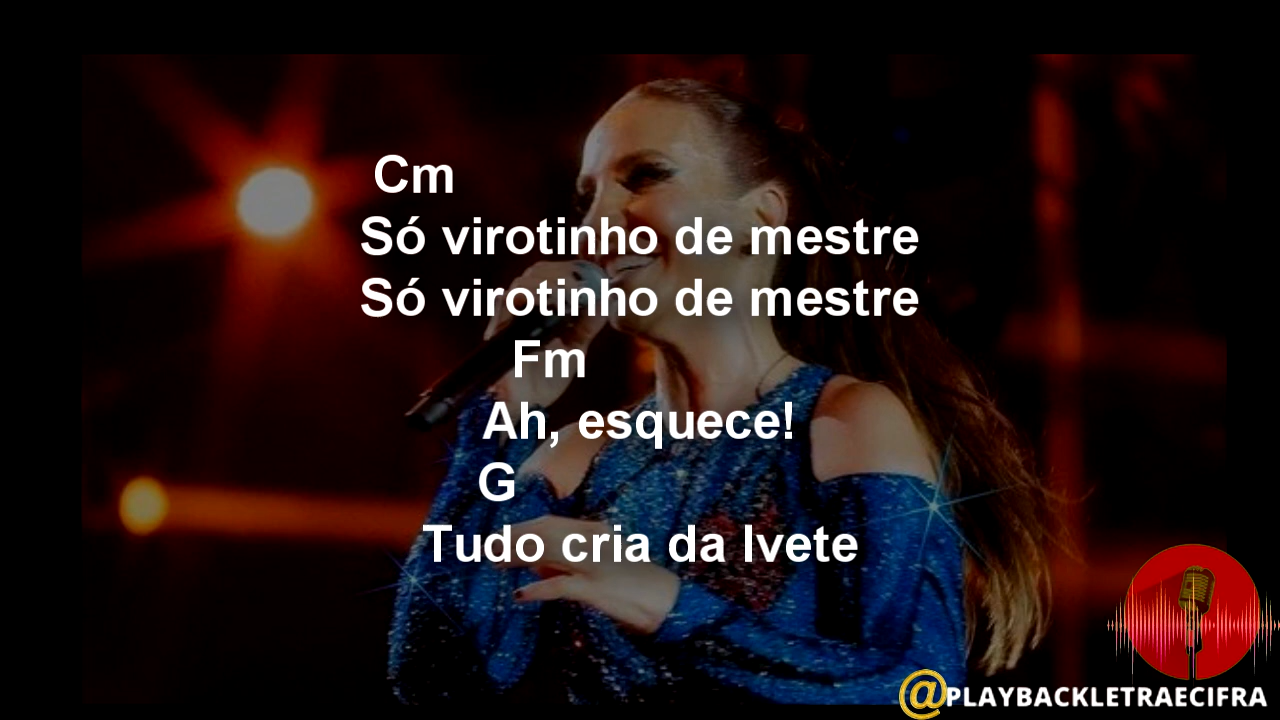 Cm
Só virotinho de mestre
Só virotinho de mestre
Fm
Ah, esquece!
G
Tudo cria da Ivete
@PLAYBACKLETRAECIFRA